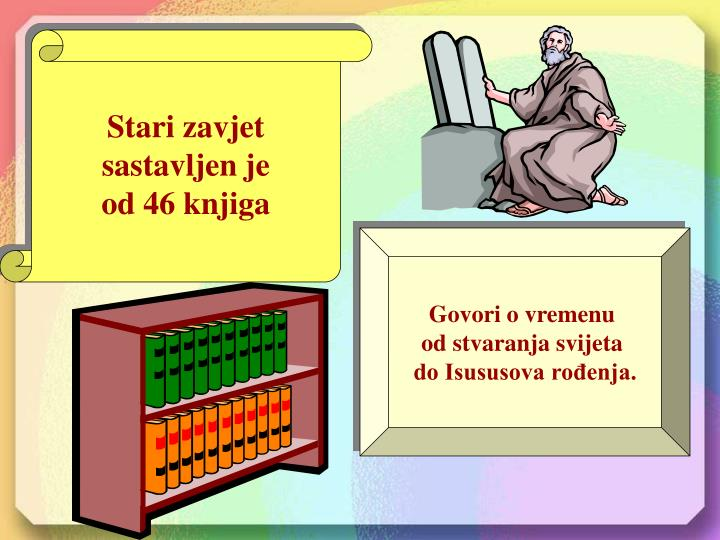 Stari zavjet
sastavljen je
od 46 knjiga
Govori o vremenu
od stvaranja svijeta
do Isususova rođenja.